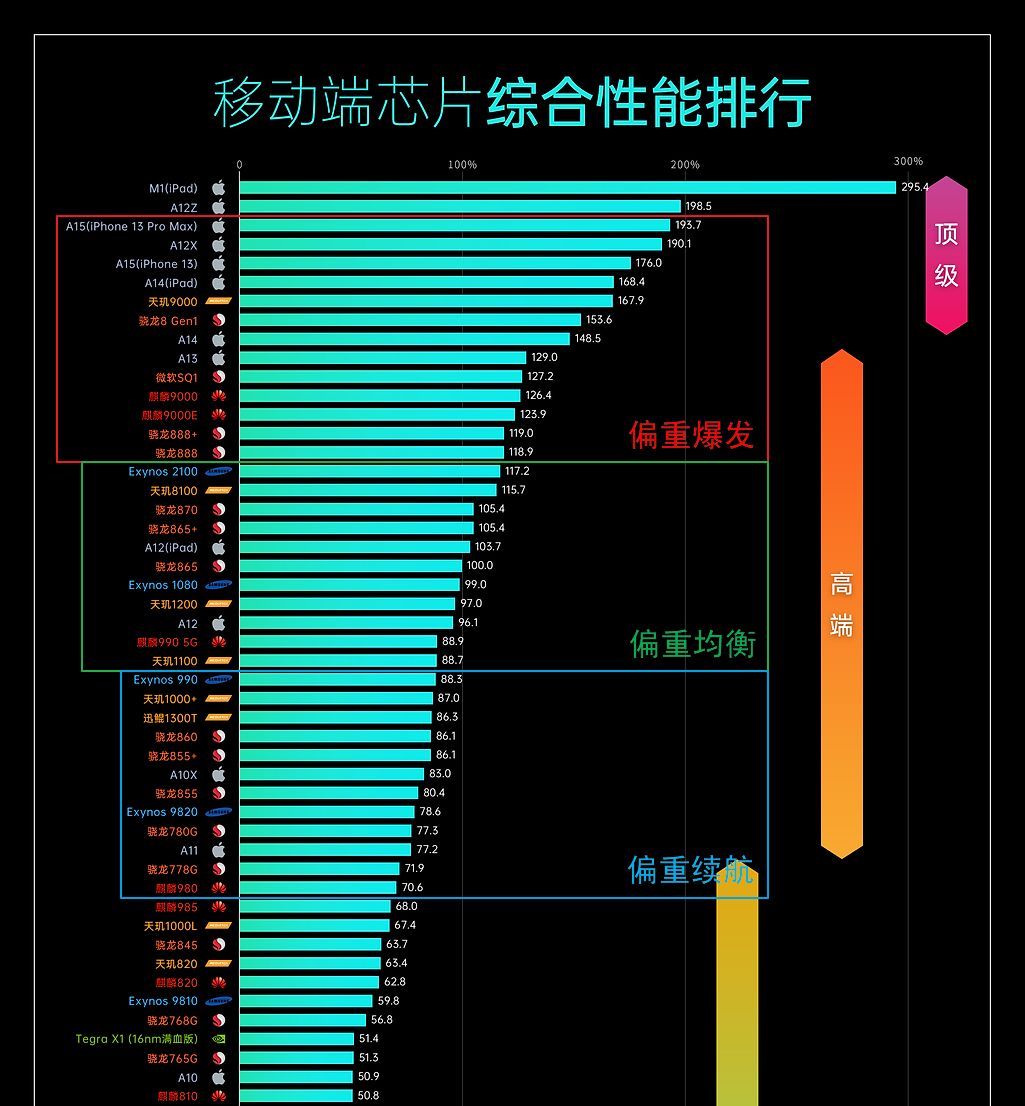 移动端芯片综合性能排行
0 100% 200% 300%
M1(iPad) 295.4
A12Z 198.5
A15(iPhone 13 Pro Max) 193.7
A12X 190.1
A15(iPhone 13) 176.0
A14(iPad) 168.4
天玑9000 167.9
骁龙8 Gen1 153.6
A14 148.5
A13 129.0
微软SQ1 127.2
麒麟9000 126.4
麒麟9000E 123.9
骁龙888+ 119.0
骁龙888 118.9
偏重爆发
顶级
Exynos 2100 117.2
天玑8100 115.7
骁龙870 105.4
骁龙865+ 105.4
A12(iPad) 103.7
骁龙865 100.0
Exynos 1080 99.0
天玑1200 97.0
A12 96.1
麒麟990 5G 88.9
天玑1100 88.7
偏重均衡
高端
Exynos 990 88.3
天玑1000+ 87.0
迅鲲1300T 86.3
骁龙860 86.1
骁龙855+ 86.1
A10X 83.0
骁龙855 80.4
Exynos 9820 78.6
骁龙780G 77.3
A11 77.2
骁龙778G 71.9
麒麟980 70.6
偏重续航
麒麟985 68.0
天玑1000L 67.4
骁龙845 63.7
天玑820 63.4
麒麟820 62.8
Exynos 9810 59.8
骁龙768G 56.8
Tegra X1 (16nm满血版) 51.4
骁龙765G 51.3
A10 50.9
麒麟810 50.8